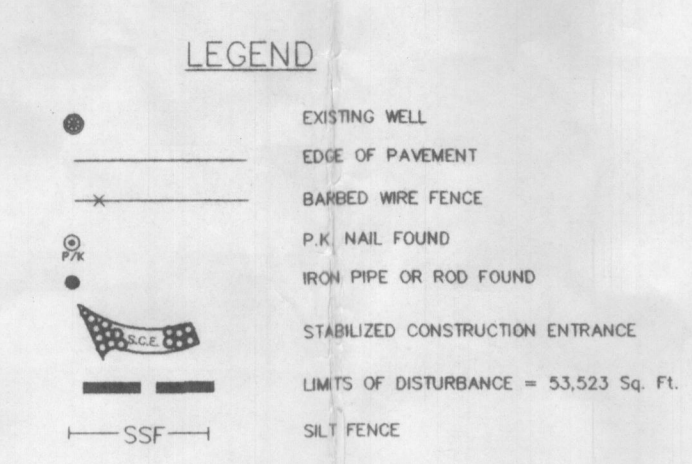 LEGEND
EXISTING WELL
EDGE OF PAVEMENT
BARBED WIRE FENCE
P/K P.K. NAIL FOUND
IRON PIPE OR ROD FOUND
S.C.E. STABILIZED CONSTRUCTION ENTRANCE
LIMITS OF DISTURBANCE = 53,523 Sq. Ft.
SSF SILT FENCE